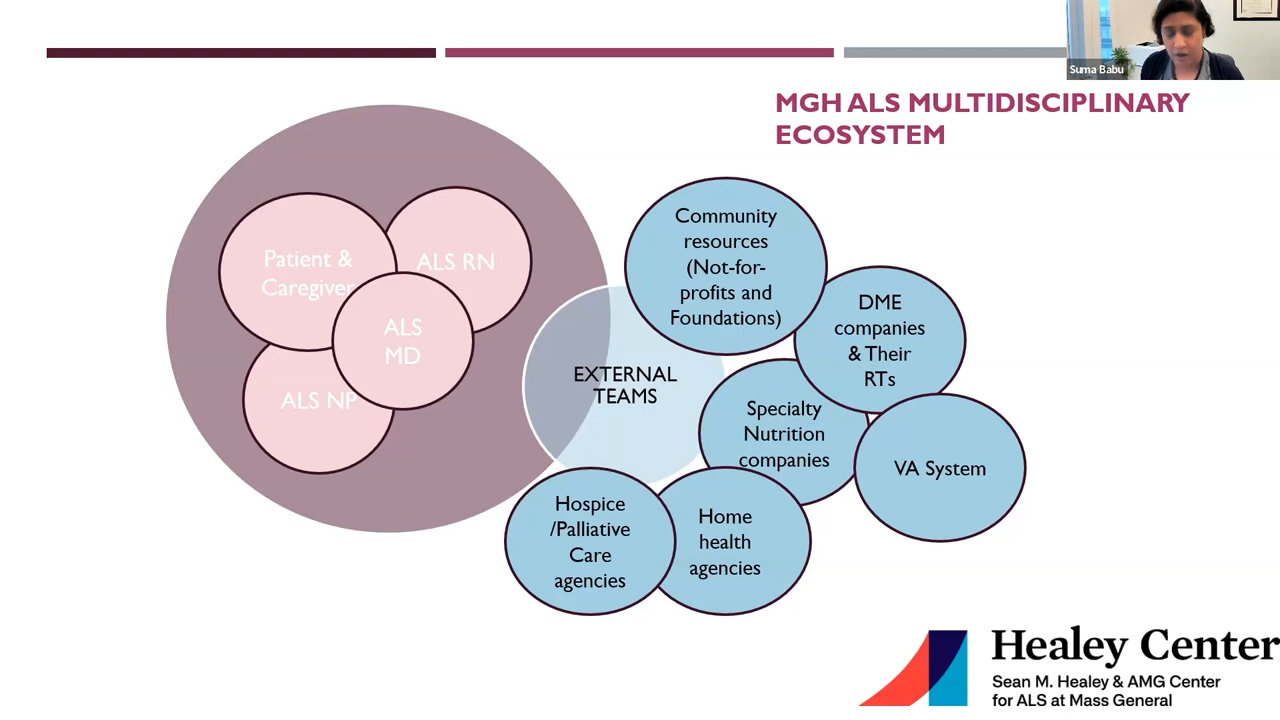 Suma Babu
MGH ALS MULTIDISCIPLINARY
ECOSYSTEM
Patient &
Caregiver
ALS RN
ALS
MD
ALS NP
EXTERNAL
TEAMS
Community
resources
(Not-for-
profits and
Foundations)
DME
companies
& Their
RTs
Specialty
Nutrition
companies
VA System
Hospice
/Palliative
Care
agencies
Home
health
agencies
Healey Center
Sean M. Healey & AMG Center
for ALS at Mass General